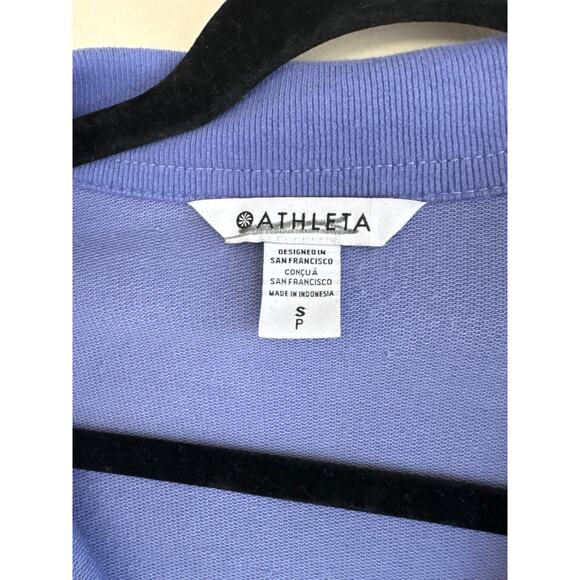 ATHLETA
DESIGNED IN
SAN FRANCISCO
CONÇU À
SAN FRANCISCO
MADE IN INDONESIA
S
P